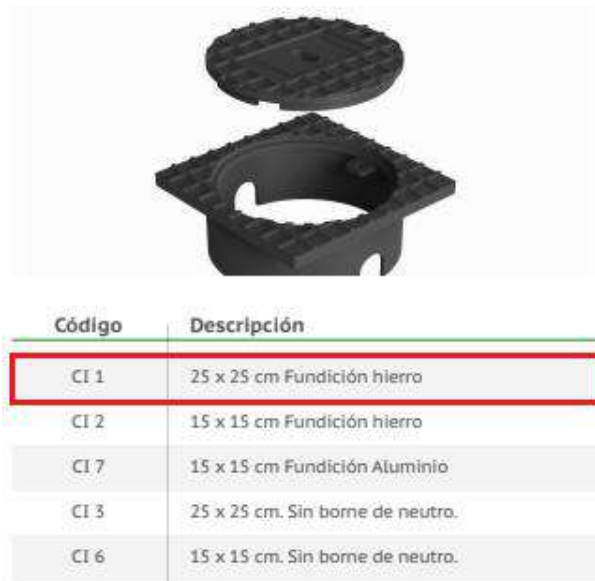 Código Descripción
CI 1 25 x 25 cm Fundición hierro
CI 2 15 x 15 cm Fundición hierro
CI 7 15 x 15 cm Fundición Aluminio
CI 3 25 x 25 cm. Sin borne de neutro.
CI 6 15 x 15 cm. Sin borne de neutro.